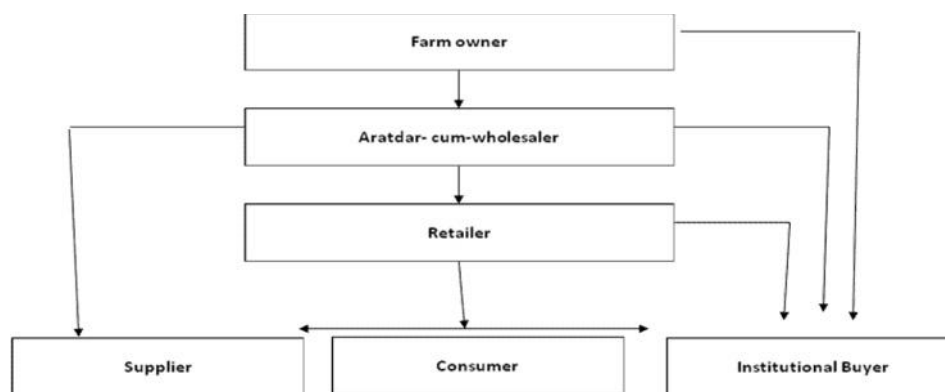 Farm owner
Aratdar- cum-wholesaler
Retailer
Supplier
Consumer
Institutional Buyer